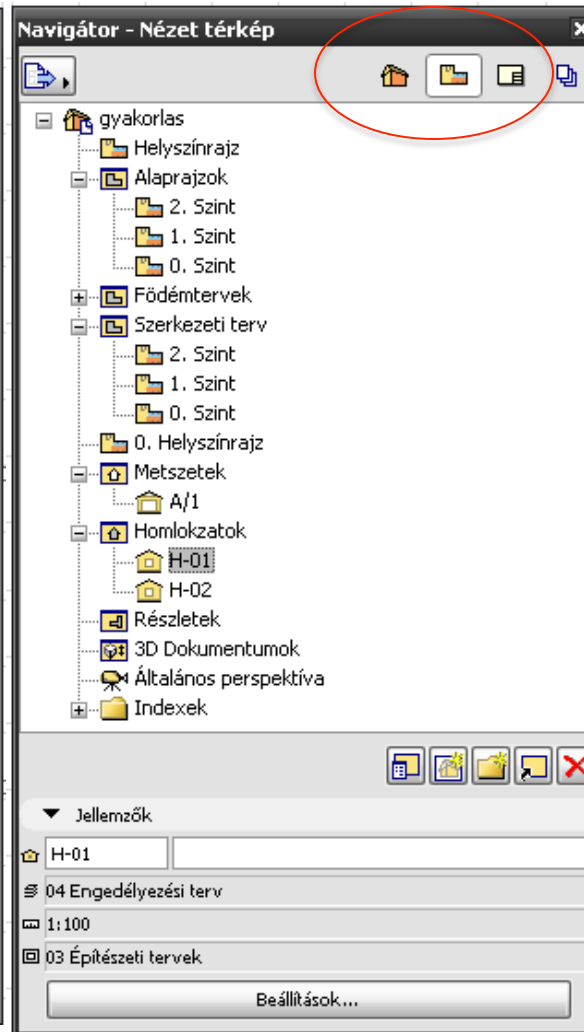 Navigátor - Nézet térkép
gyakorlas
Helyszínrajz
Alaprajzok
2. Szint
1. Szint
0. Szint
Födémtervek
Szerkezeti terv
2. Szint
1. Szint
0. Szint
0. Helyszínrajz
Metszetek
A/1
Homlokzatok
H-01
H-02
Részletek
3D Dokumentumok
Általános perspektíva
Indexek
Jellemzők
H-01
04 Engedélyezési terv
1:100
03 Építészeti tervek
Beállítások...